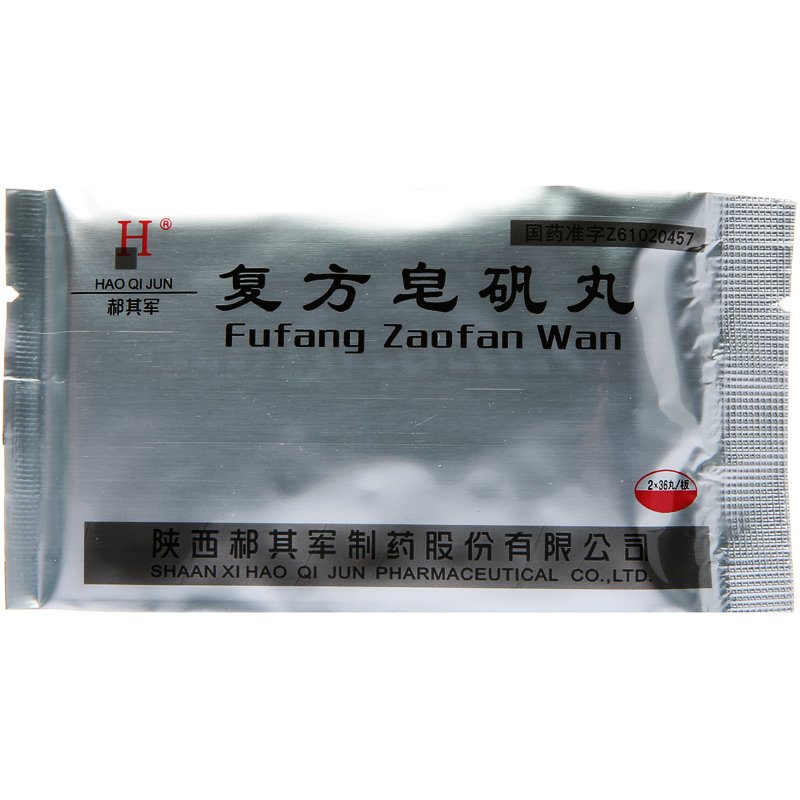 H®
HAO QI JUN
郝其军
国药准字Z61020457
复方皂矾丸
Fufang Zaofan Wan
2×36丸/板
陕西郝其军制药股份有限公司
SHAAN XI HAO QI JUN PHARMACEUTICAL CO.,LTD.